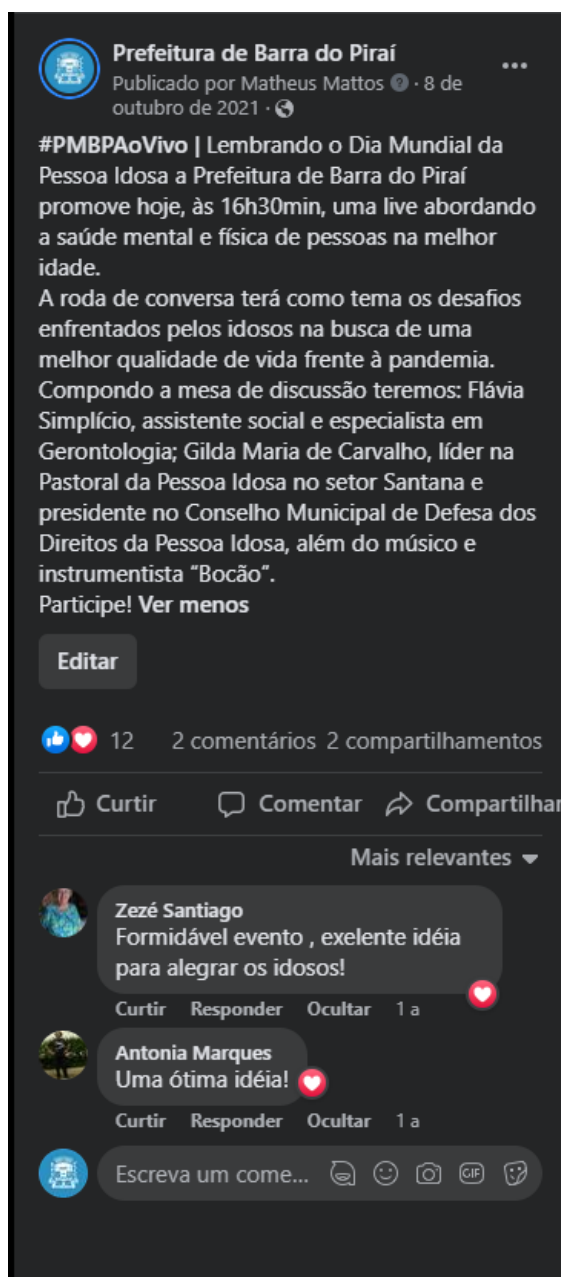 Prefeitura de Barra do Piraí
Publicado por Matheus Mattos · 8 de
outubro de 2021 ·
#PMBPAoVivo | Lembrando o Dia Mundial da
Pessoa Idosa a Prefeitura de Barra do Piraí
promove hoje, às 16h30min, uma live abordando
a saúde mental e física de pessoas na melhor
idade.
A roda de conversa terá como tema os desafios
enfrentados pelos idosos na busca de uma
melhor qualidade de vida frente à pandemia.
Compondo a mesa de discussão teremos: Flávia
Simplício, assistente social e especialista em
Gerontologia; Gilda Maria de Carvalho, líder na
Pastoral da Pessoa Idosa no setor Santana e
presidente no Conselho Municipal de Defesa dos
Direitos da Pessoa Idosa, além do músico e
instrumentista “Bocão”.
Participe! Ver menos
Editar
12 2 comentários 2 compartilhamentos
Curtir Comentar Compartilhar
Mais relevantes
Zezé Santiago
Formidável evento , exelente idéia
para alegrar os idosos!
Curtir Responder Ocultar 1 a
Antonia Marques
Uma ótima idéia!
Curtir Responder Ocultar 1 a
Escreva um come... GIF